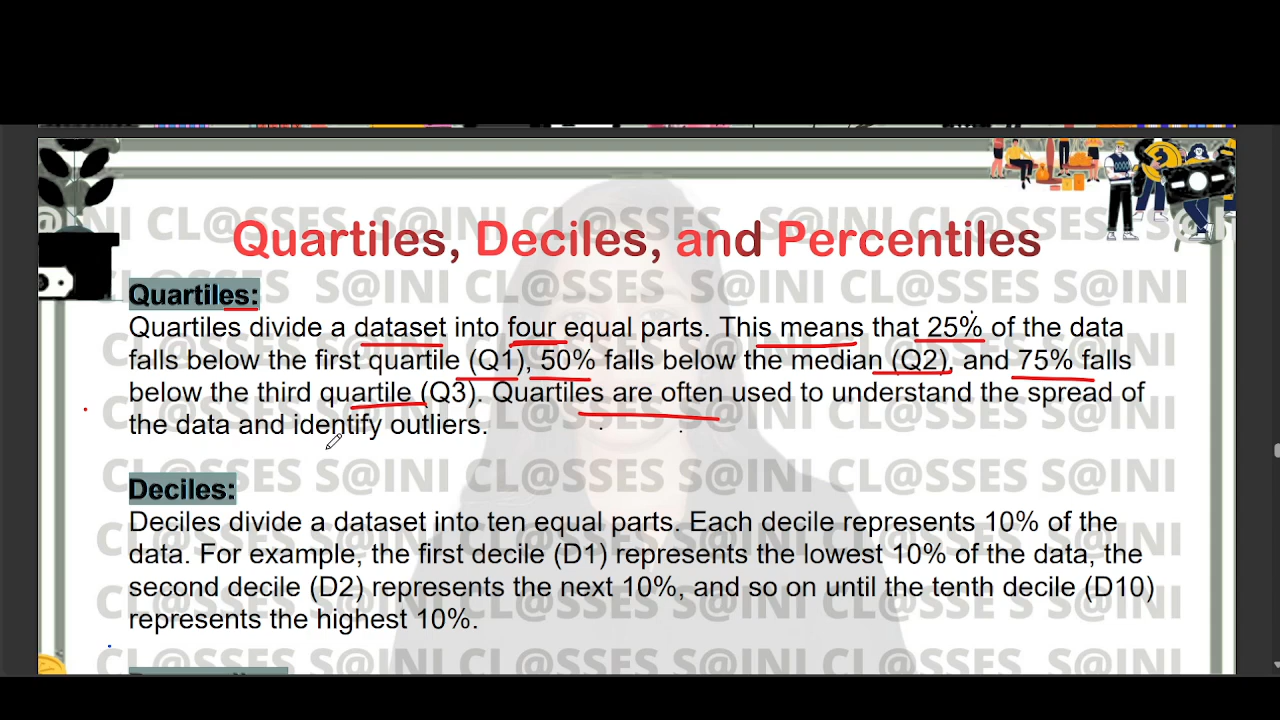 Quartiles, Deciles, and Percentiles
Quartiles:
Quartiles divide a dataset into four equal parts. This means that 25% of the data
falls below the first quartile (Q1), 50% falls below the median (Q2), and 75% falls
below the third quartile (Q3). Quartiles are often used to understand the spread of
the data and identify outliers.
Deciles:
Deciles divide a dataset into ten equal parts. Each decile represents 10% of the
data. For example, the first decile (D1) represents the lowest 10% of the data, the
second decile (D2) represents the next 10%, and so on until the tenth decile (D10)
represents the highest 10%.